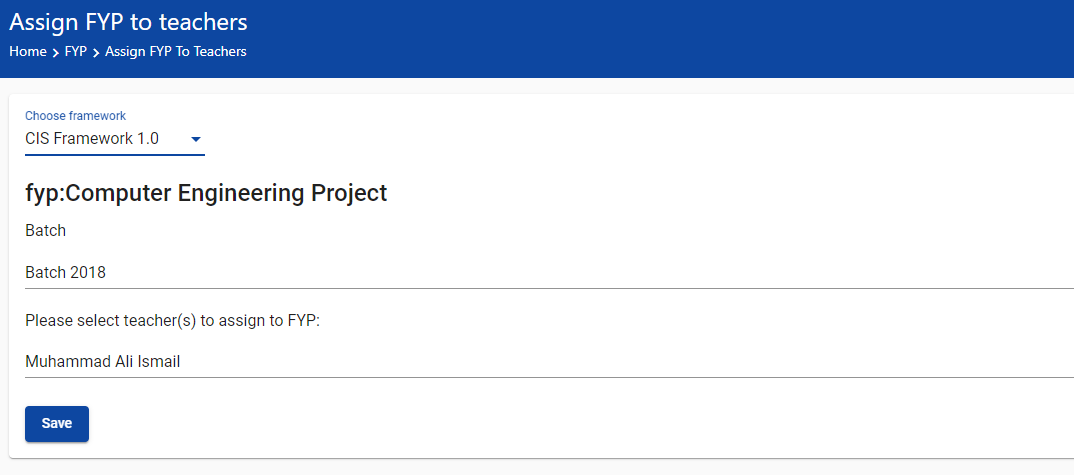 Assign FYP to teachers
Home > FYP > Assign FYP To Teachers
Choose framework
CIS Framework 1.0
fyp:Computer Engineering Project
Batch
Batch 2018
Please select teacher(s) to assign to FYP:
Muhammad Ali Ismail
Save